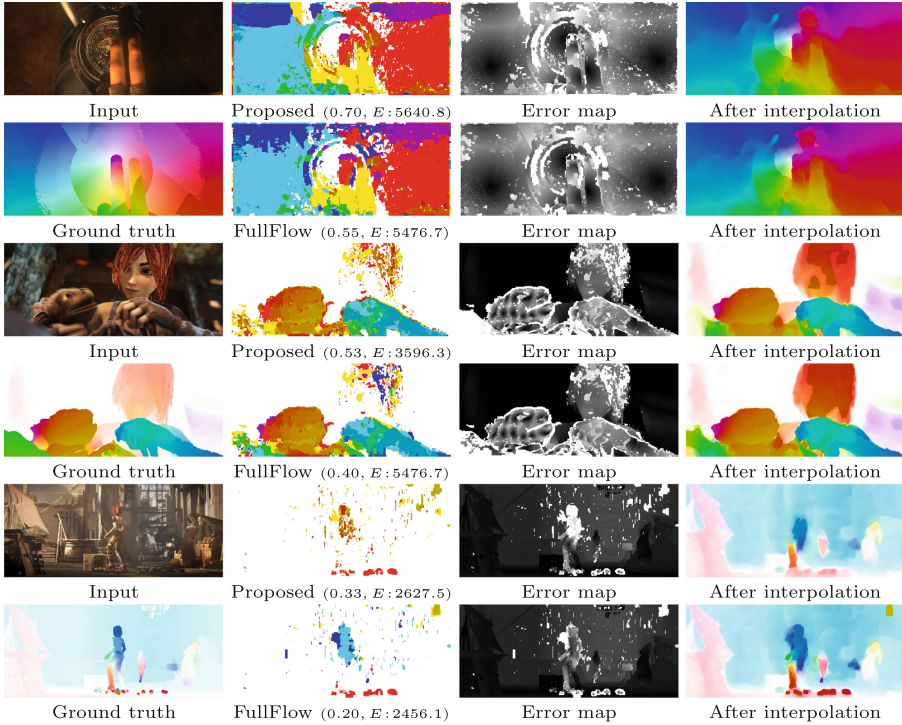 Input Proposed (0.70, E:5640.8) Error map After interpolation
Ground truth FullFlow (0.55, E:5476.7) Error map After interpolation
Input Proposed (0.53, E:3596.3) Error map After interpolation
Ground truth FullFlow (0.40, E:5476.7) Error map After interpolation
Input Proposed (0.33, E:2627.5) Error map After interpolation
Ground truth FullFlow (0.20, E:2456.1) Error map After interpolation